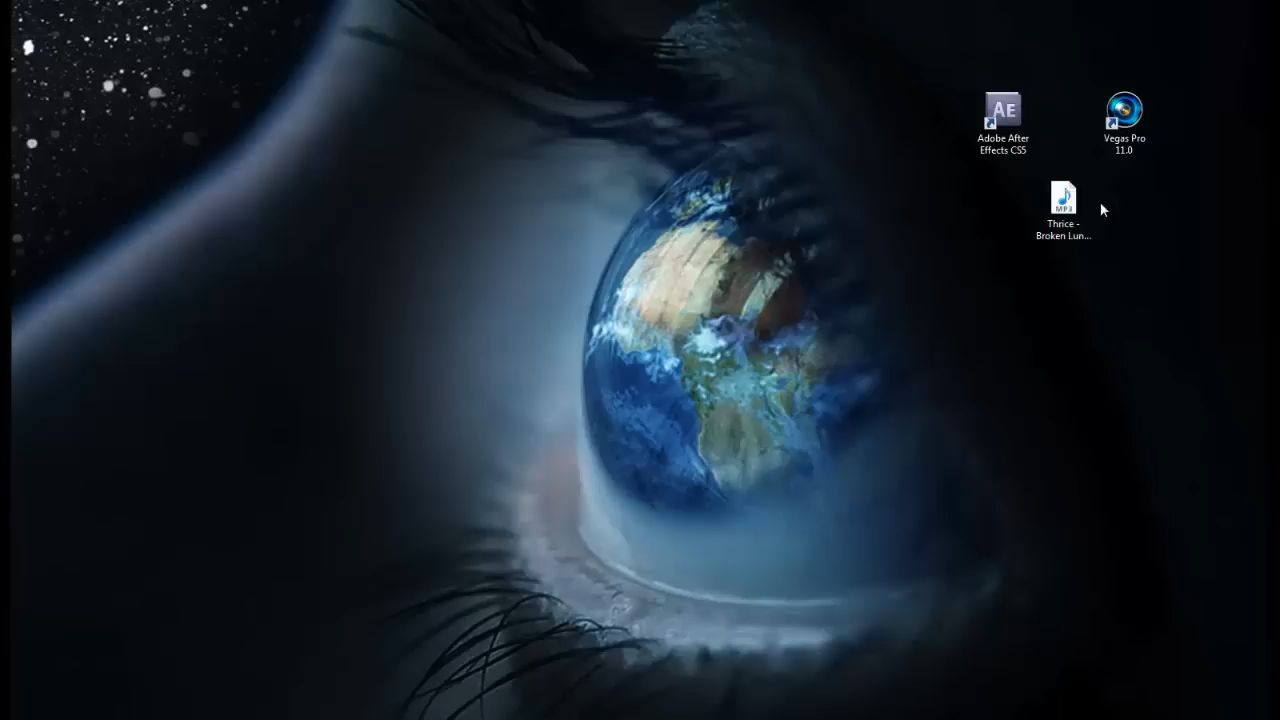 AE
Adobe After
Effects CS5
Vegas Pro
11.0
MP3
Thrice -
Broken Lun...